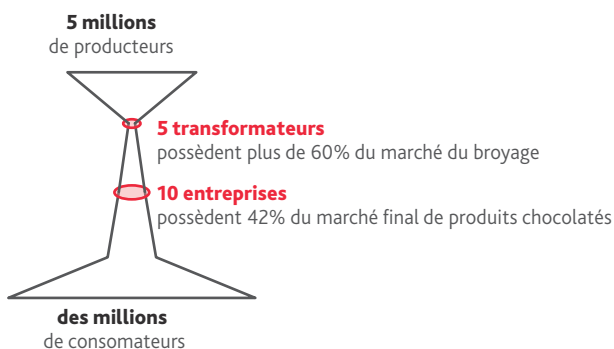 5 millions
de producteurs
5 transformateurs
possèdent plus de 60% du marché du broyage
10 entreprises
possèdent 42% du marché final de produits chocolatés
des millions
de consomateurs